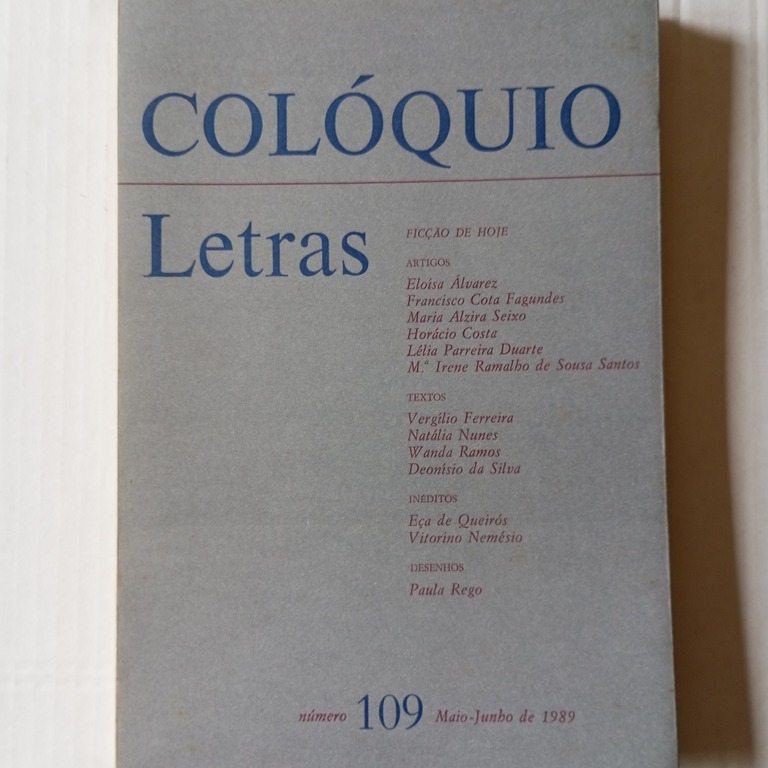 COLÓQUIO
Letras
FICÇÃO DE HOJE
ARTIGOS
Eloísa Álvarez
Francisco Cota Fagundes
Maria Alzira Seixo
Horácio Costa
Lélia Parreira Duarte
M.ª Irene Ramalho de Sousa Santos
TEXTOS
Vergílio Ferreira
Natália Nunes
Wanda Ramos
Deonísio da Silva
INÉDITOS
Eça de Queirós
Vitorino Nemésio
DESENHOS
Paula Rego
número 109 Maio-Junho de 1989